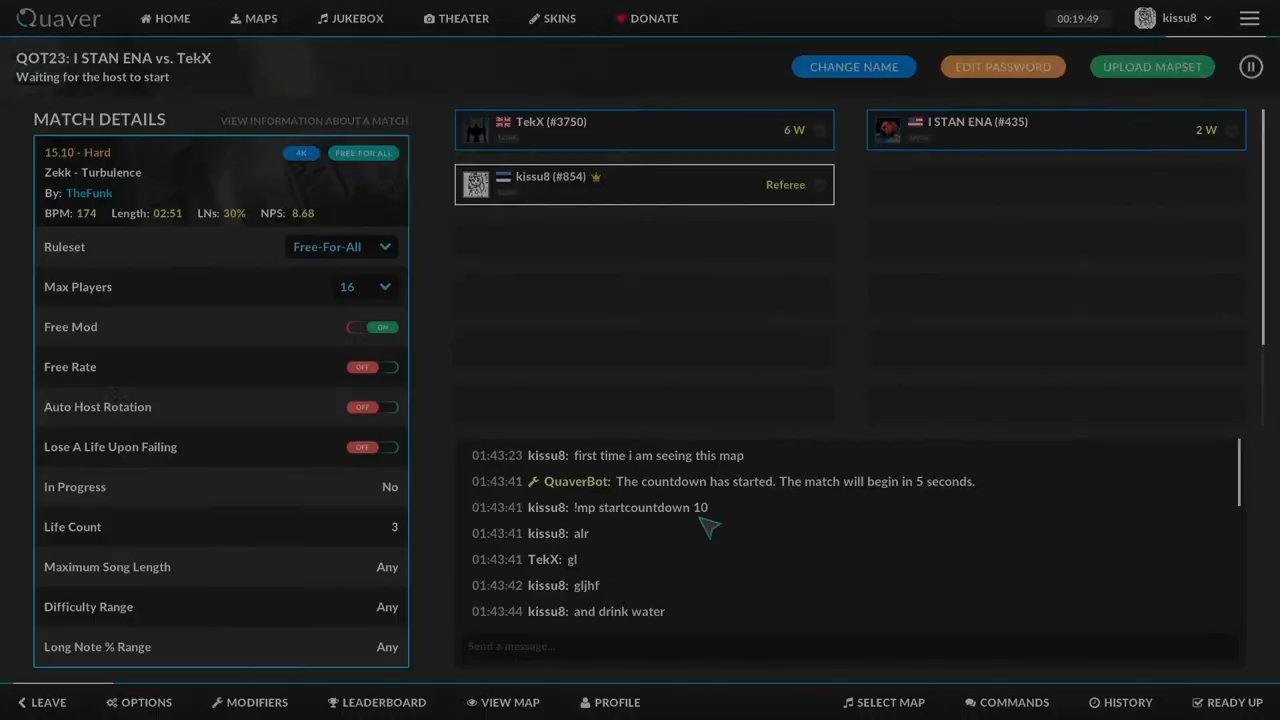 Quaver
HOME
MAPS
JUKEBOX
THEATER
SKINS
DONATE
00:19:49
kissu8
QOT23: I STAN ENA vs. TekX
Waiting for the host to start
CHANGE NAME
EDIT PASSWORD
UPLOAD MAPSET
MATCH DETAILS
VIEW INFORMATION ABOUT A MATCH
15.10 - Hard
4K
FREE FOR ALL
Zekk - Turbulence
By: TheFunk
BPM: 174 Length: 02:51 LNs: 30% NPS: 8.68
Ruleset Free-For-All
Max Players 16
Free Mod ON
Free Rate OFF
Auto Host Rotation OFF
Lose A Life Upon Failing OFF
In Progress No
Life Count 3
Maximum Song Length Any
Difficulty Range Any
Long Note % Range Any
TekX (#3750)
6 W
I STAN ENA (#435)
2 W
kissu8 (#854)
Referee
01:43:23 kissu8: first time i am seeing this map
01:43:41 QuaverBot: The countdown has started. The match will begin in 5 seconds.
01:43:41 kissu8: !mp startcountdown 10
01:43:41 kissu8: alr
01:43:41 TekX: gl
01:43:42 kissu8: gljhf
01:43:44 kissu8: and drink water
Send a message...
LEAVE
OPTIONS
MODIFIERS
LEADERBOARD
VIEW MAP
PROFILE
SELECT MAP
COMMANDS
HISTORY
READY UP